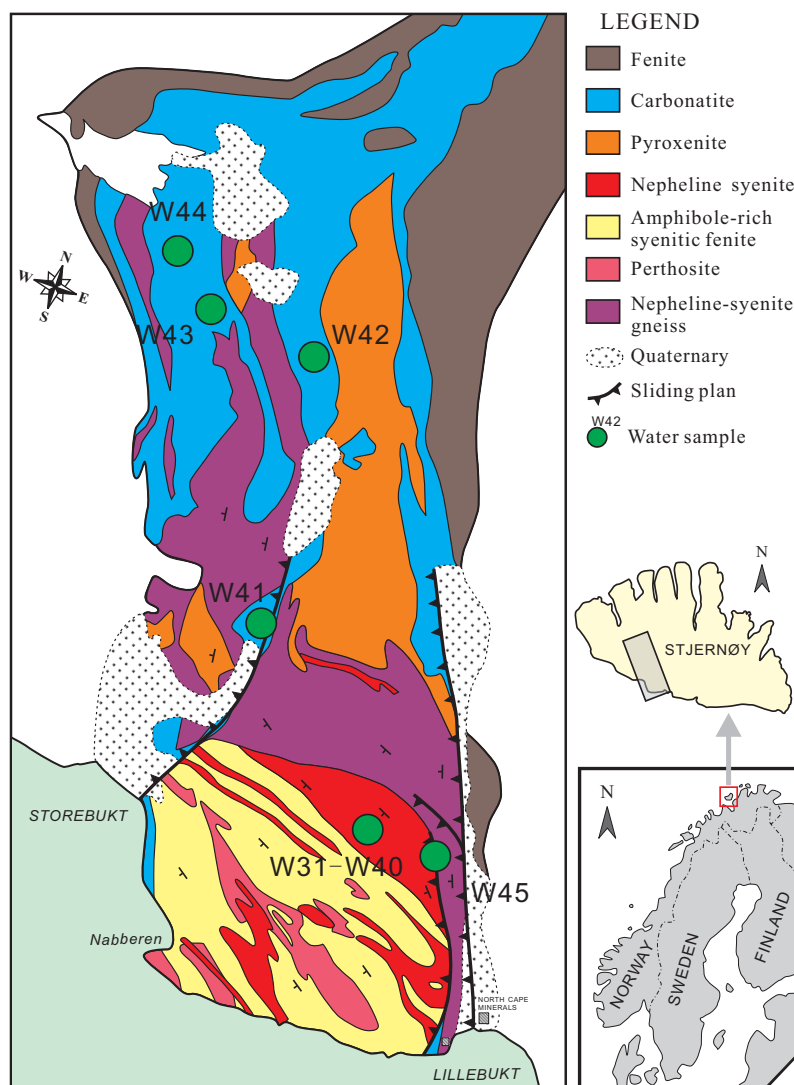 LEGEND
Fenite
Carbonatite
Pyroxenite
Nepheline syenite
Amphibole-rich
syenitic fenite
Perthosite
Nepheline-syenite
gneiss
Quaternary
Sliding plan
W42
Water sample
W44
N
W
E
S
W43
W42
W41
STOREBUKT
W31-W40
W45
Nabberen
NORTH CAPE
MINERALS
LILLEBUKT
N
STJERNØY
N
NORWAY
SWEDEN
FINLAND